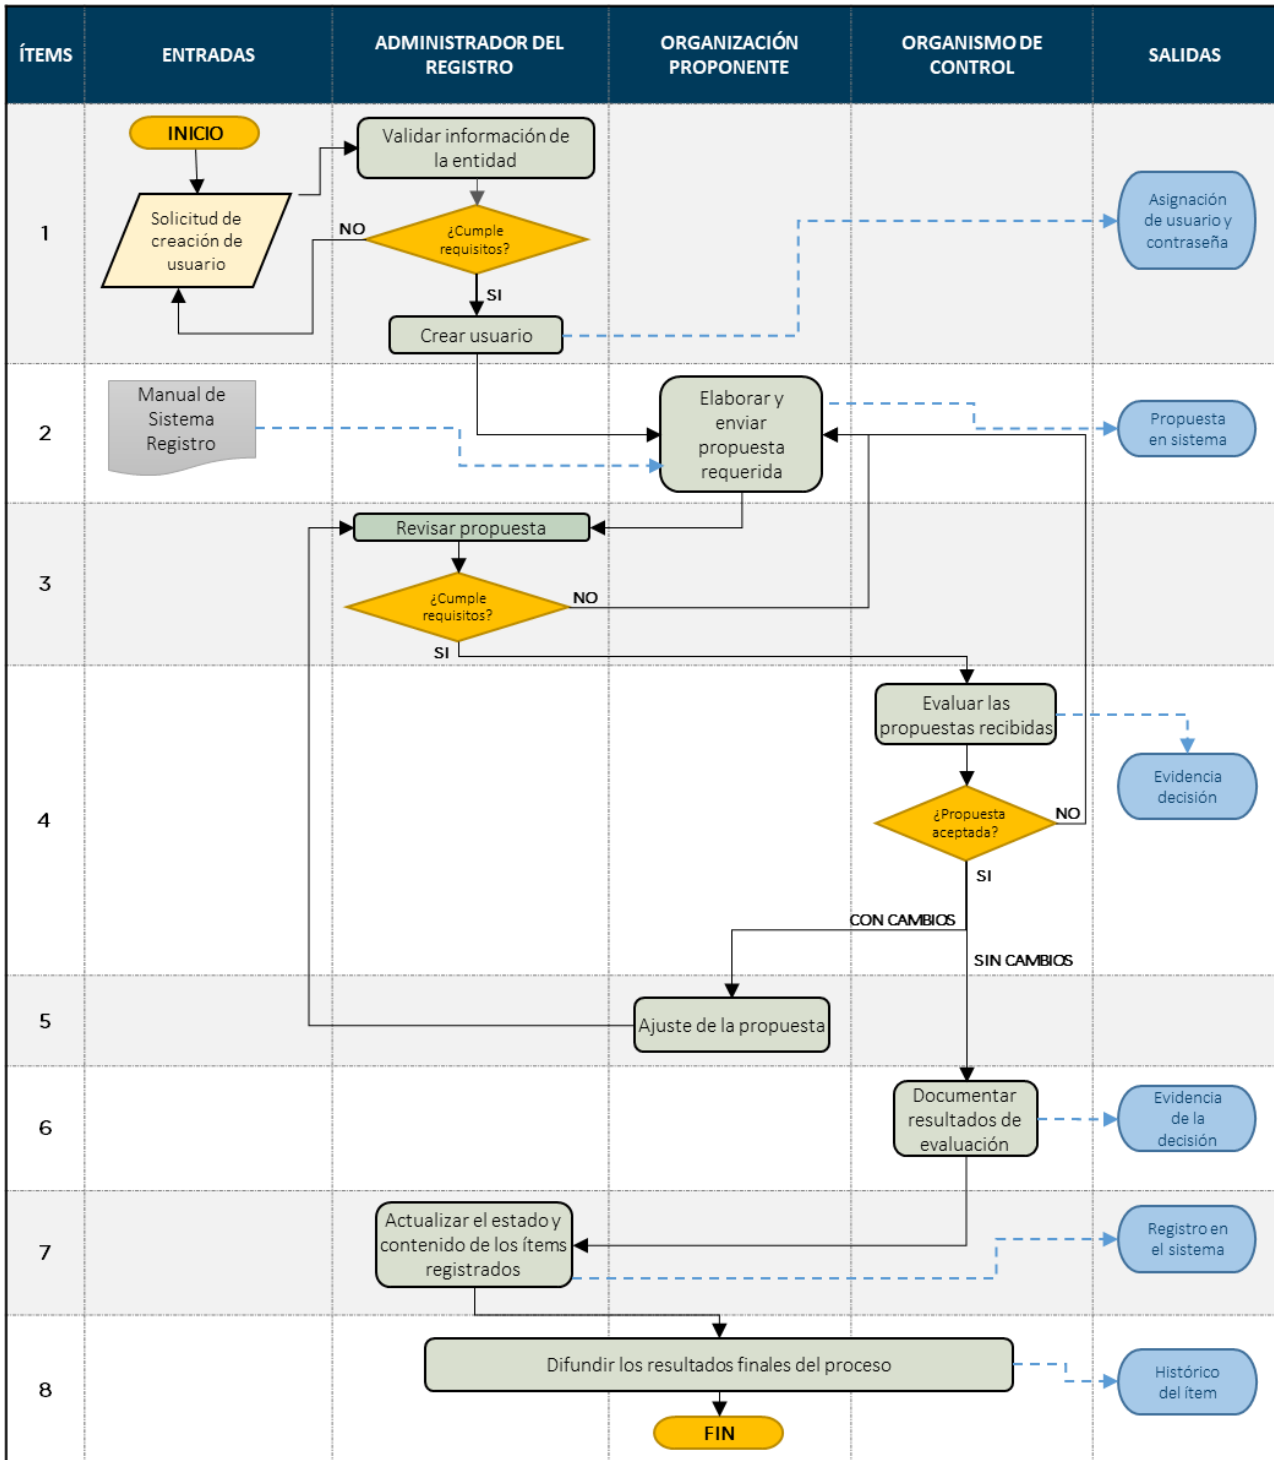 ÍTEMS
ENTRADAS
ADMINISTRADOR DEL
REGISTRO
ORGANIZACIÓN
PROPONENTE
ORGANISMO DE
CONTROL
SALIDAS
1
INICIO
Solicitud de
creación de
usuario
Validar información de
la entidad
¿Cumple
requisitos?
NO
SI
Crear usuario
Asignación
de usuario y
contraseña
2
Manual de
Sistema
Registro
Elaborar y
enviar
propuesta
requerida
Propuesta
en sistema
3
Revisar propuesta
¿Cumple
requisitos?
NO
SI
4
Evaluar las
propuestas recibidas
¿Propuesta
aceptada?
NO
SI
CON CAMBIOS
SIN CAMBIOS
Evidencia
decisión
5
Ajuste de la propuesta
6
Documentar
resultados de
evaluación
Evidencia
de la
decisión
7
Actualizar el estado y
contenido de los ítems
registrados
Registro en
el sistema
8
Difundir los resultados finales del proceso
Histórico
del ítem
FIN